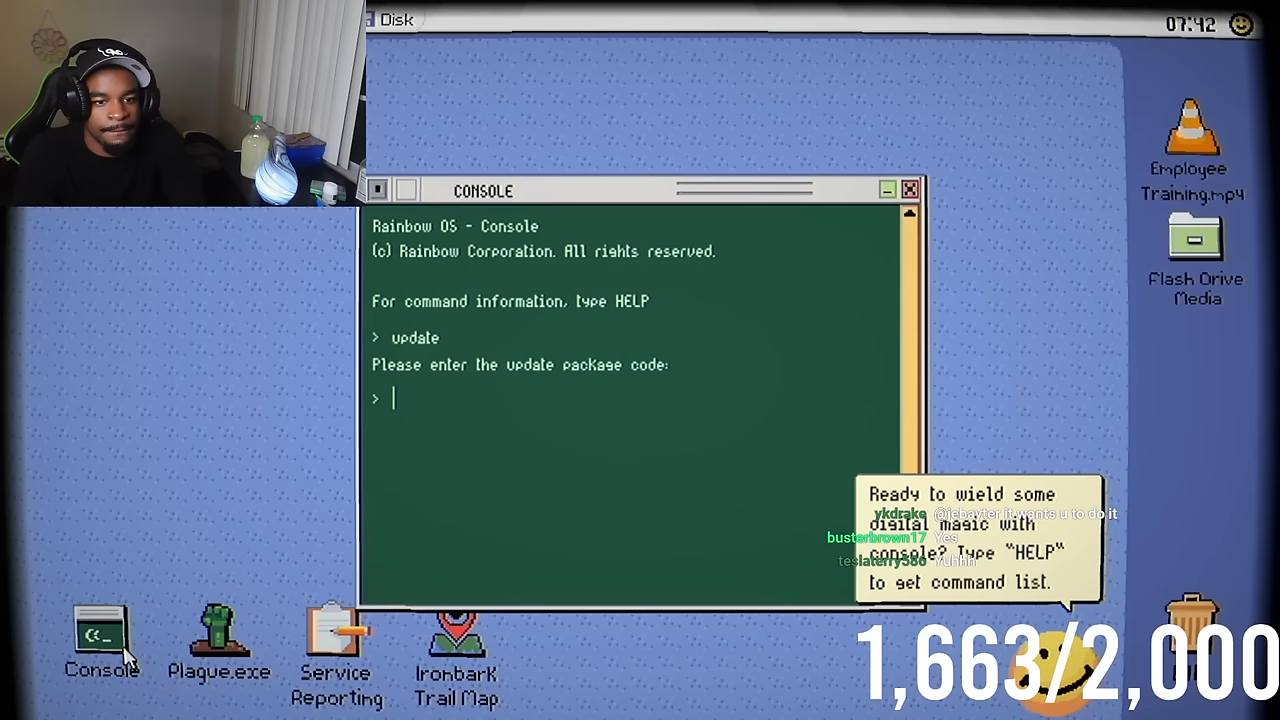 Disk
07:42
Employee
Training.mp4
Flash Drive
Media
CONSOLE
Rainbow OS - Console
(c) Rainbow Corporation. All rights reserved.
For command information, type HELP
> update
Please enter the update package code:
>
Ready to wield some
digital magic with
console? Type "HELP"
to get command list.
ykdrake @jebayter it wants u to do it
busterbrown17 Yes
teslaterry586 Yuhhh
Console
Plague.exe
Service
Reporting
Ironbark
Trail Map
1,663/2,000